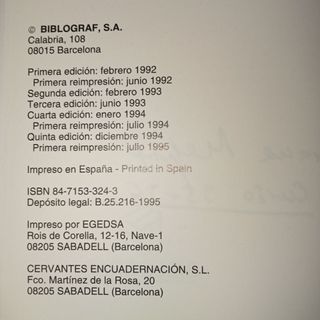 © BIBLOGRAF, S.A.
Calabria, 108
08015 Barcelona
Primera edición: febrero 1992
Primera reimpresión: junio 1992
Segunda edición: febrero 1993
Tercera edición: junio 1993
Cuarta edición: enero 1994
Primera reimpresión: julio 1994
Quinta edición: diciembre 1994
Primera reimpresión: julio 1995
Impreso en España - Printed in Spain
ISBN 84-7153-324-3
Depósito legal: B.25.216-1995
Impreso por EGEDSA
Rois de Corella, 12-16, Nave-1
08205 SABADELL (Barcelona)
CERVANTES ENCUADERNACIÓN, S.L.
Fco. Martínez de la Rosa, 20
08205 SABADELL (Barcelona)